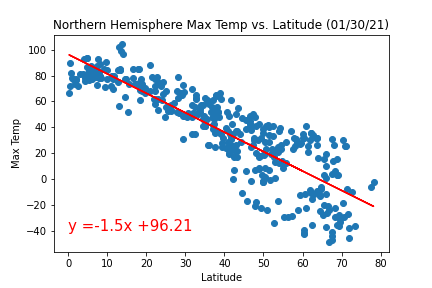 Northern Hemisphere Max Temp vs. Latitude (01/30/21)
100
80
60
40
20
0
−20
−40
Max Temp
y =-1.5x +96.21
0 10 20 30 40 50 60 70 80
Latitude